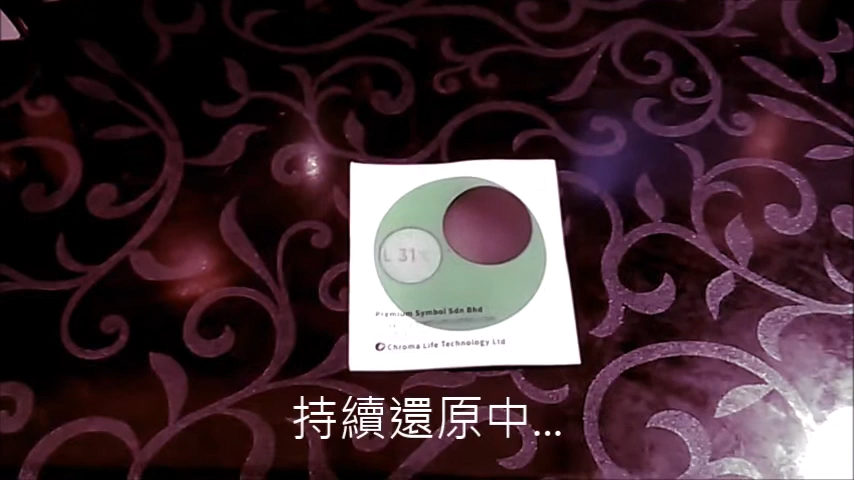 L 31°C
Premium Symbol Sdn Bhd
Chroma Life Technology Ltd
持續還原中...